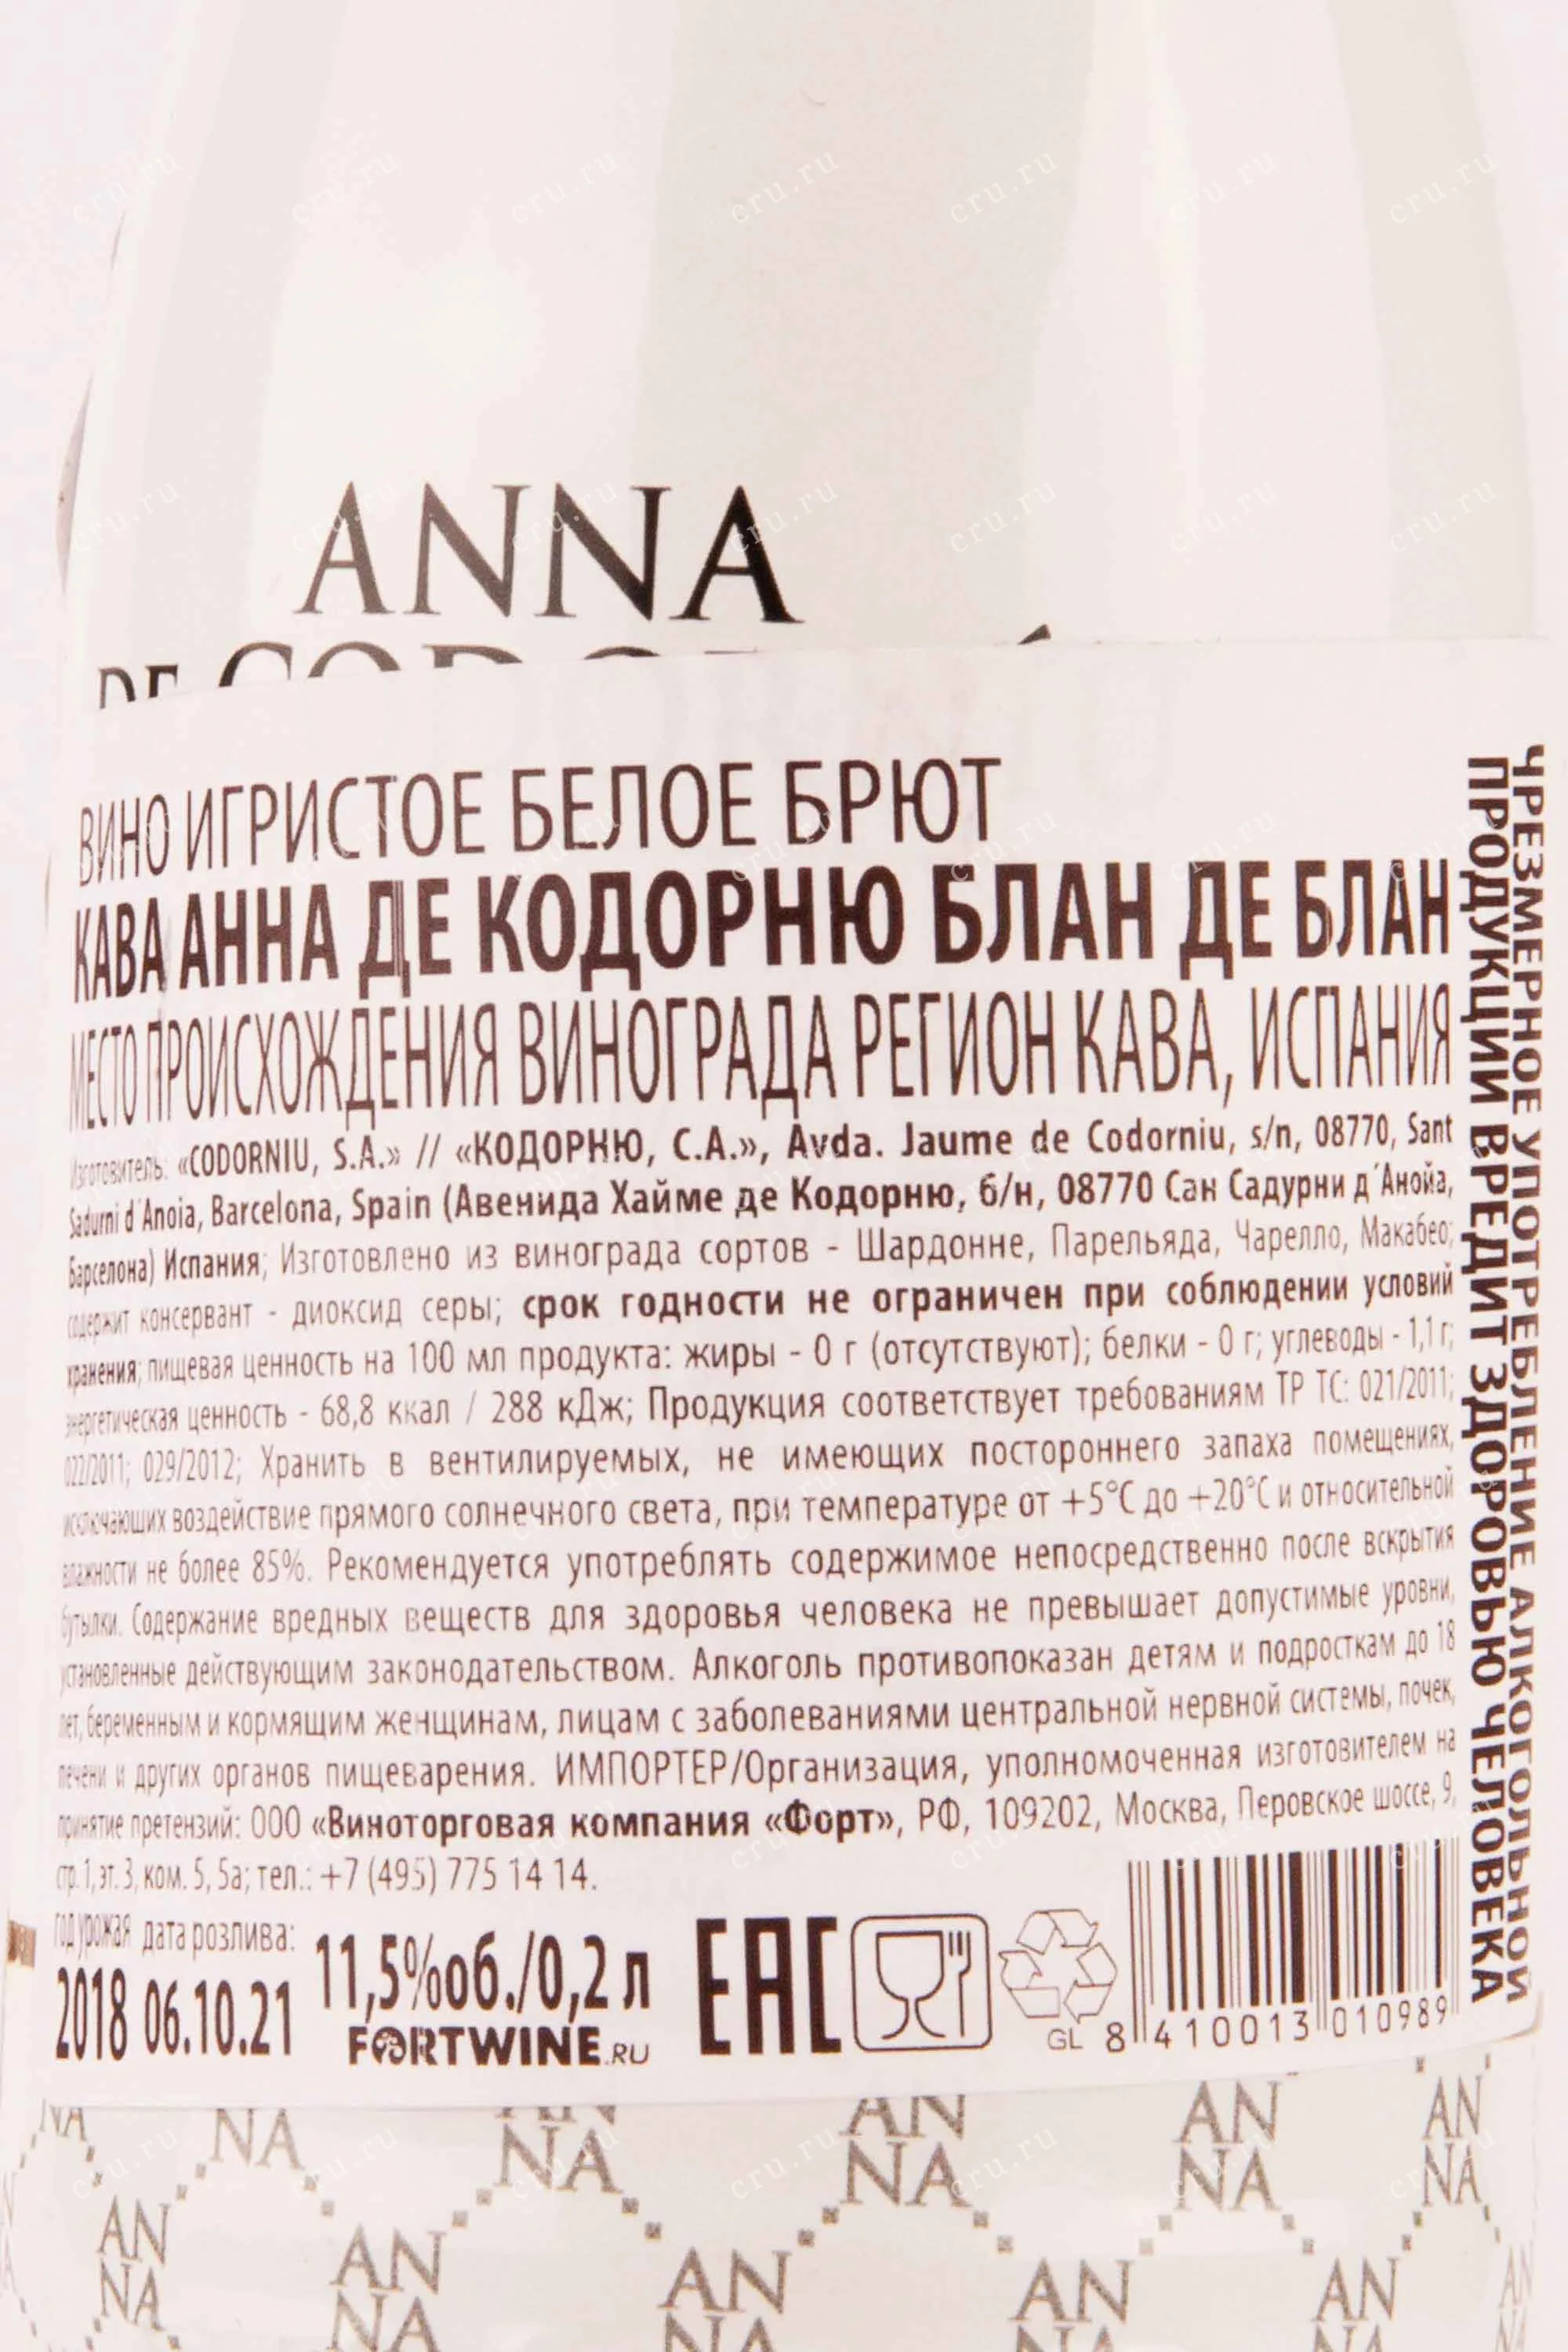 ANNA
DE CODORNÍU
ВИНО ИГРИСТОЕ БЕЛОЕ БРЮТ
КАВА АННА ДЕ КОДОРНЮ БЛАН ДЕ БЛАН
МЕСТО ПРОИСХОЖДЕНИЯ ВИНОГРАДА РЕГИОН КАВА, ИСПАНИЯ
Изготовитель: «CODORNIU, S.A.» // «КОДОРНЮ, С.А.», Avda. Jaume de Codorniu, s/n, 08770, Sant
Sadurni d´Anoia, Barcelona, Spain (Авенида Хайме де Кодорню, б/н, 08770 Сан Садурни д´Анойа,
Барселона) Испания; Изготовлено из винограда сортов - Шардонне, Парельяда, Чарелло, Макабео;
содержит консервант - диоксид серы; срок годности не ограничен при соблюдении условий
хранения; пищевая ценность на 100 мл продукта: жиры - 0 г (отсутствуют); белки - 0 г; углеводы - 1,1 г;
энергетическая ценность - 68,8 ккал / 288 кДж; Продукция соответствует требованиям ТР ТС: 021/2011;
022/2011; 029/2012; Хранить в вентилируемых, не имеющих постороннего запаха помещениях,
исключающих воздействие прямого солнечного света, при температуре от +5°С до +20°С и относительной
влажности не более 85%. Рекомендуется употреблять содержимое непосредственно после вскрытия
бутылки. Содержание вредных веществ для здоровья человека не превышает допустимые уровни,
установленные действующим законодательством. Алкоголь противопоказан детям и подросткам до 18
лет, беременным и кормящим женщинам, лицам с заболеваниями центральной нервной системы, почек,
печени и других органов пищеварения. ИМПОРТЕР/Организация, уполномоченная изготовителем на
принятие претензий: ООО «Виноторговая компания «Форт», РФ, 109202, Москва, Перовское шоссе, 9,
стр. 1, эт. 3, ком. 5, 5а; тел.: +7 (495) 775 14 14.
год урожая дата розлива:
2018 06.10.21
11,5%об./0,2 л
FORTWINE.RU
EAC
GL
8 410013 010989
ЧРЕЗМЕРНОЕ УПОТРЕБЛЕНИЕ АЛКОГОЛЬНОЙ
ПРОДУКЦИИ ВРЕДИТ ЗДОРОВЬЮ ЧЕЛОВЕКА
AN
NA
cru.ru